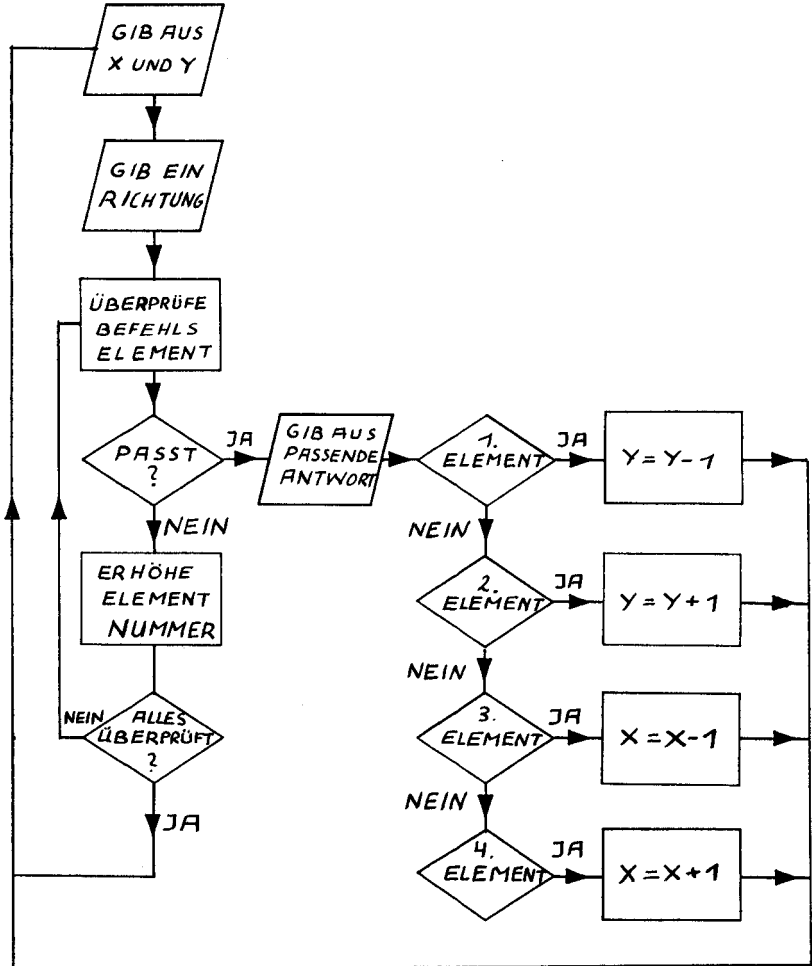 GIB AUS
X UND Y
GIB EIN
RICHTUNG
ÜBERPRÜFE
BEFEHLS
ELEMENT
PASST
?
JA
GIB AUS
PASSENDE
ANTWORT
1.
ELEMENT
JA
Y = Y - 1
NEIN
NEIN
ERHÖHE
ELEMENT
NUMMER
2.
ELEMENT
JA
Y = Y + 1
NEIN
NEIN
ALLES
ÜBERPRÜFT
?
3.
ELEMENT
JA
X = X - 1
JA
NEIN
4.
ELEMENT
JA
X = X + 1